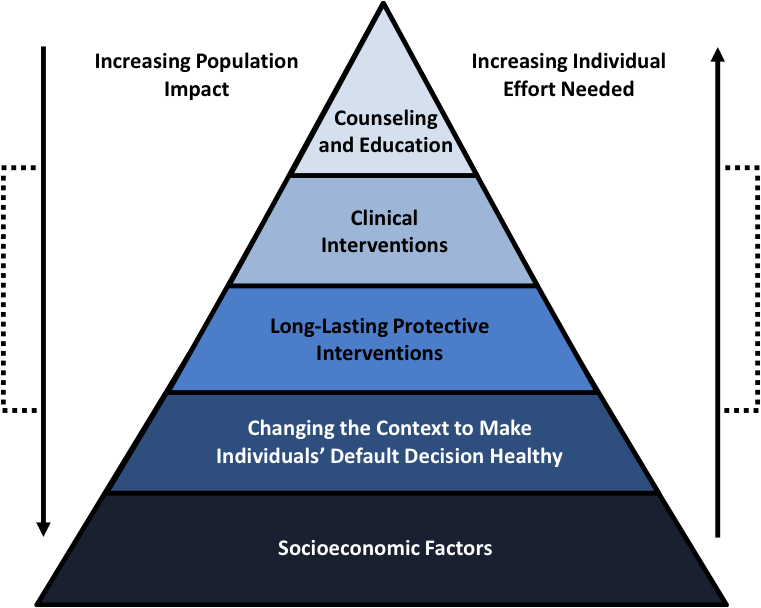 Increasing Population
Impact
Increasing Individual
Effort Needed
Counseling
and Education
Clinical
Interventions
Long-Lasting Protective
Interventions
Changing the Context to Make
Individuals’ Default Decision Healthy
Socioeconomic Factors